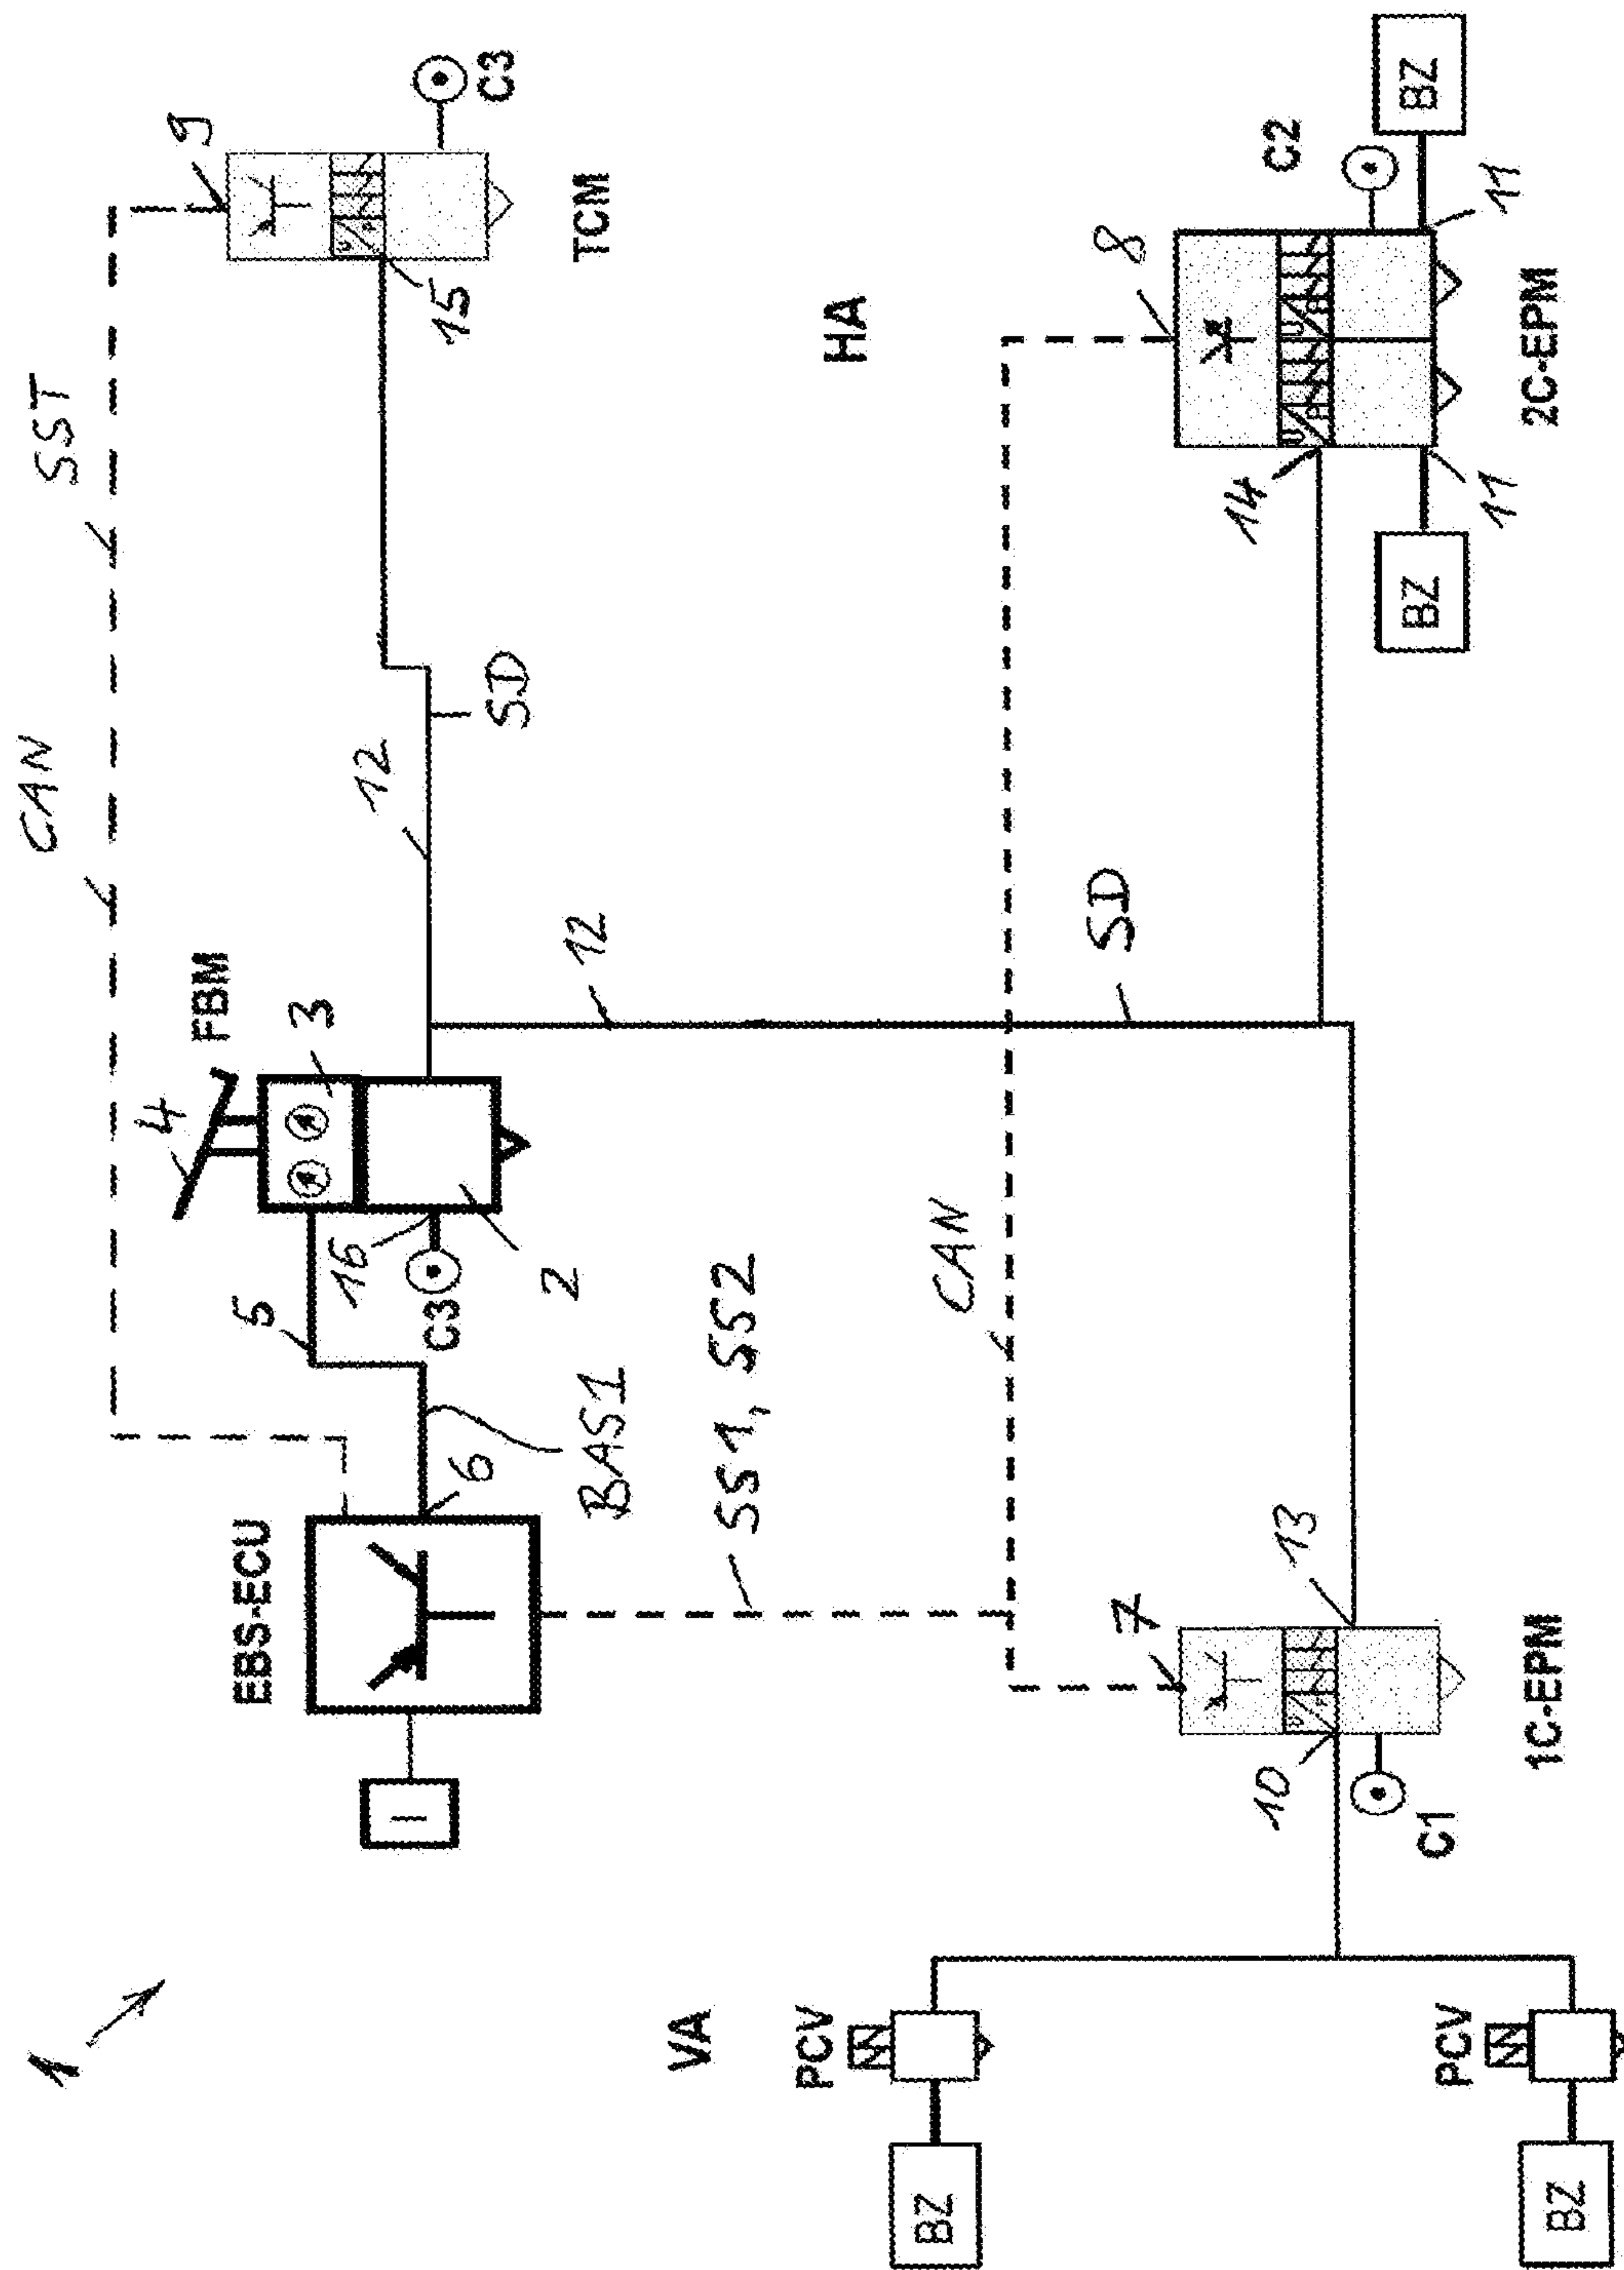 1
CAN
SST
9
C3
TCM
15
FBM
4
3
12
SD
5
16
C3
2
EBS-ECU
6
BAS1
I
12
SD
HA
SS1, SS2
CAN
8
C2
BZ
11
14
BZ
11
2C-EPM
7
13
10
C1
1C-EPM
VA
PCV
BZ
PCV
BZ